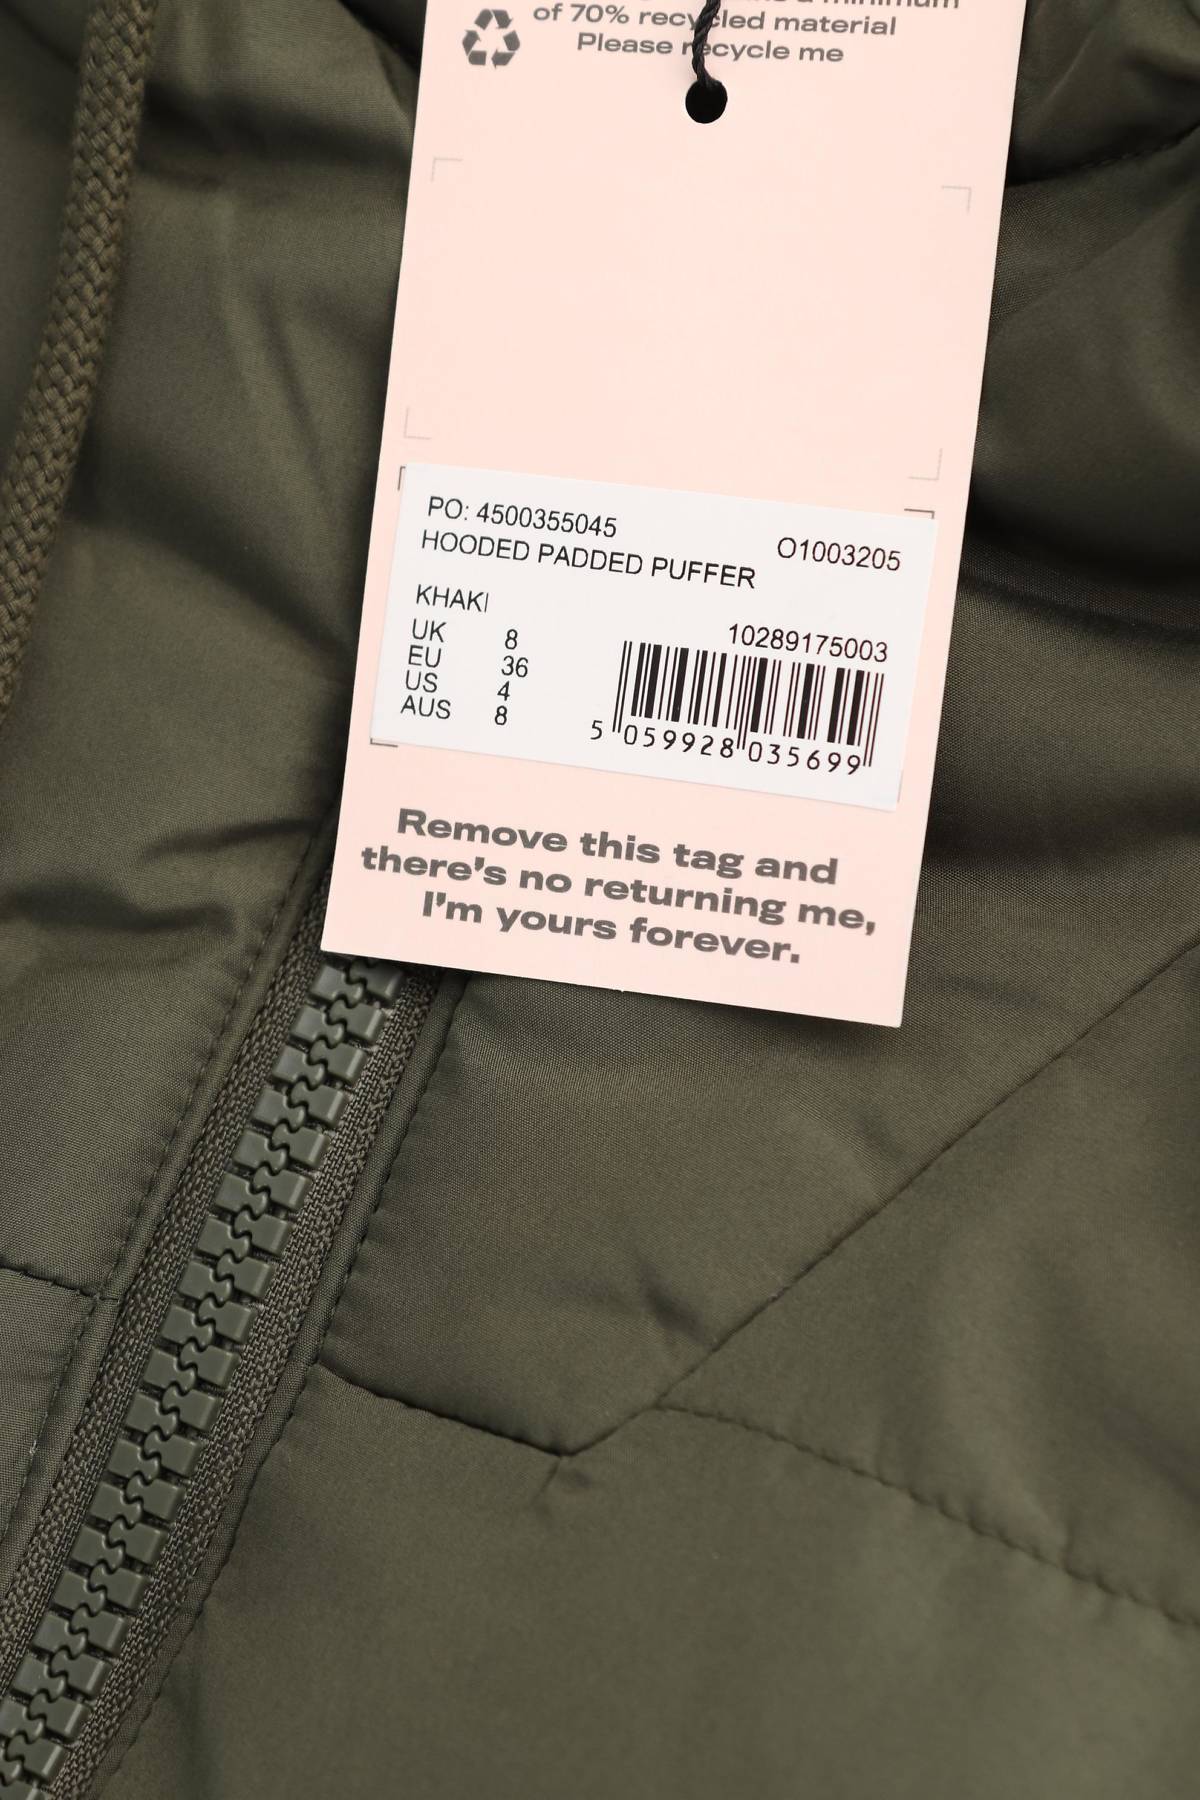 minimum
of 70% recycled material
Please recycle me
PO: 4500355045
O1003205
HOODED PADDED PUFFER
KHAKI
UK 8
EU 36
US 4
AUS 8
10289175003
5 059928 035699
Remove this tag and
there's no returning me,
I'm yours forever.